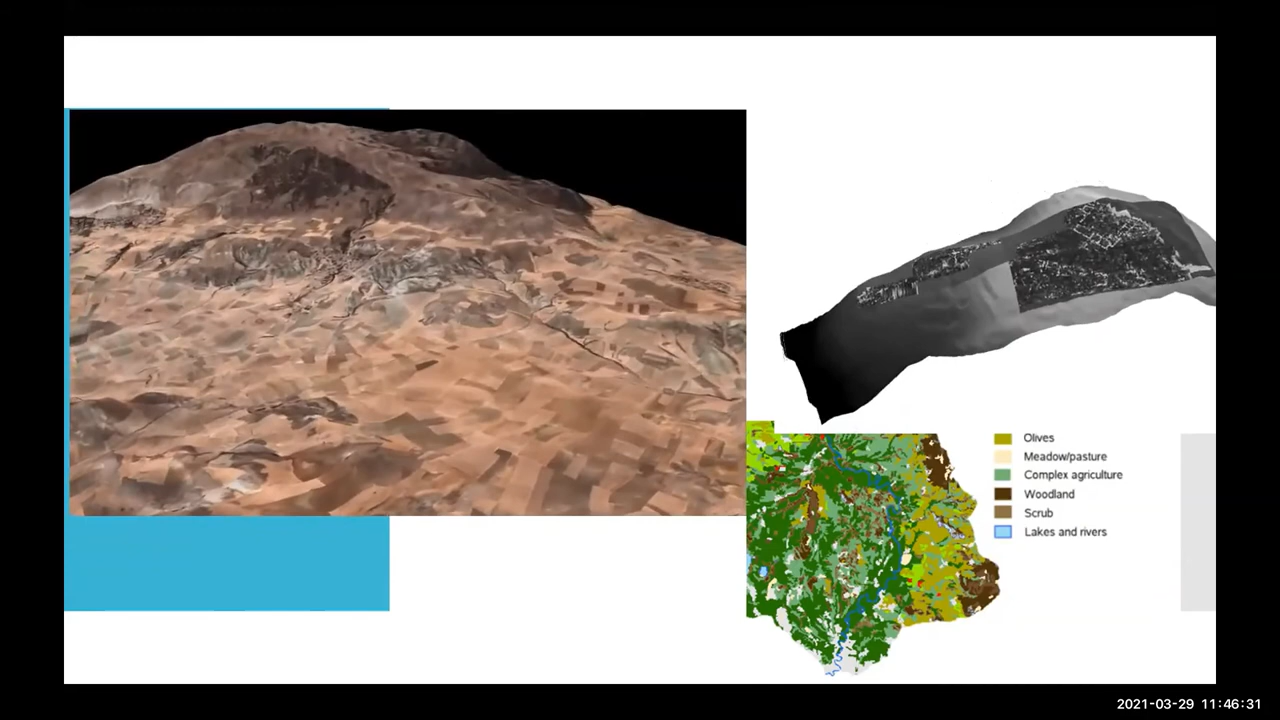 Olives
Meadow/pasture
Complex agriculture
Woodland
Scrub
Lakes and rivers
2021-03-29 11:46:31